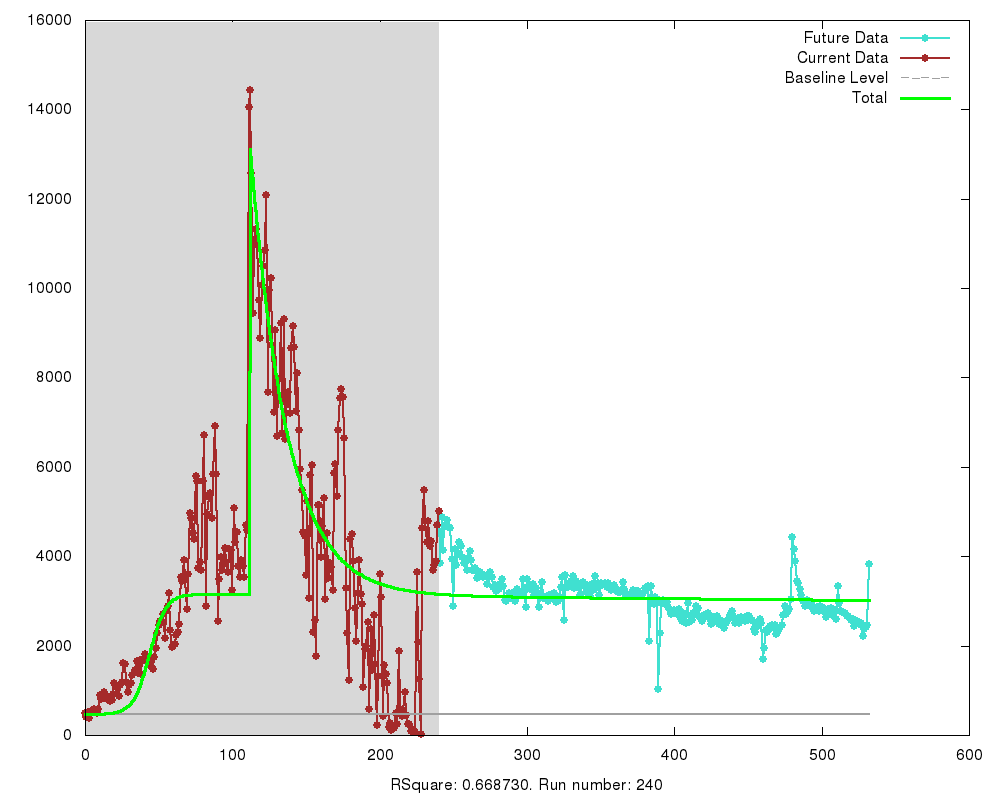 16000
14000
12000
10000
8000
6000
4000
2000
0
0 100 200 300 400 500 600
Future Data
Current Data
Baseline Level
Total
RSquare: 0.668730. Run number: 240